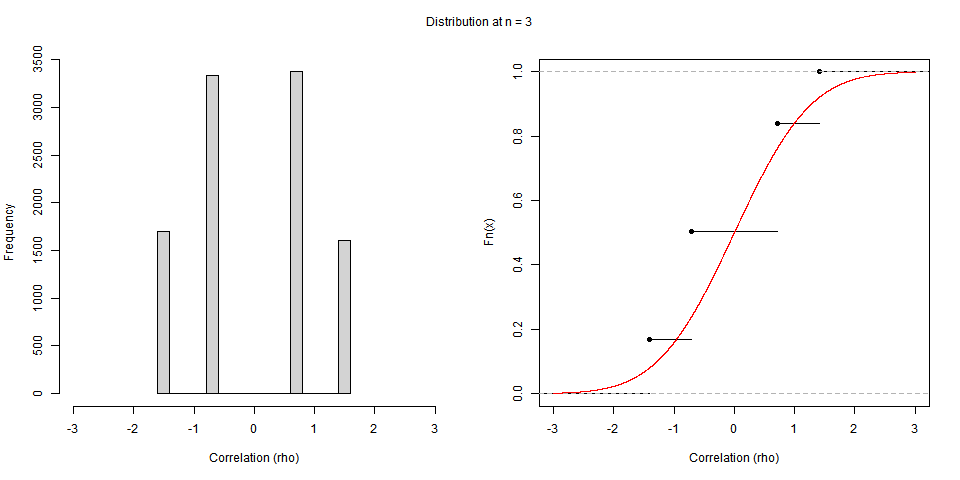 Distribution at n = 3
Frequency
3500
3000
2500
2000
1500
1000
500
0
-3 -2 -1 0 1 2 3
Correlation (rho)
Fn(x)
1.0
0.8
0.6
0.4
0.2
0.0
-3 -2 -1 0 1 2 3
Correlation (rho)